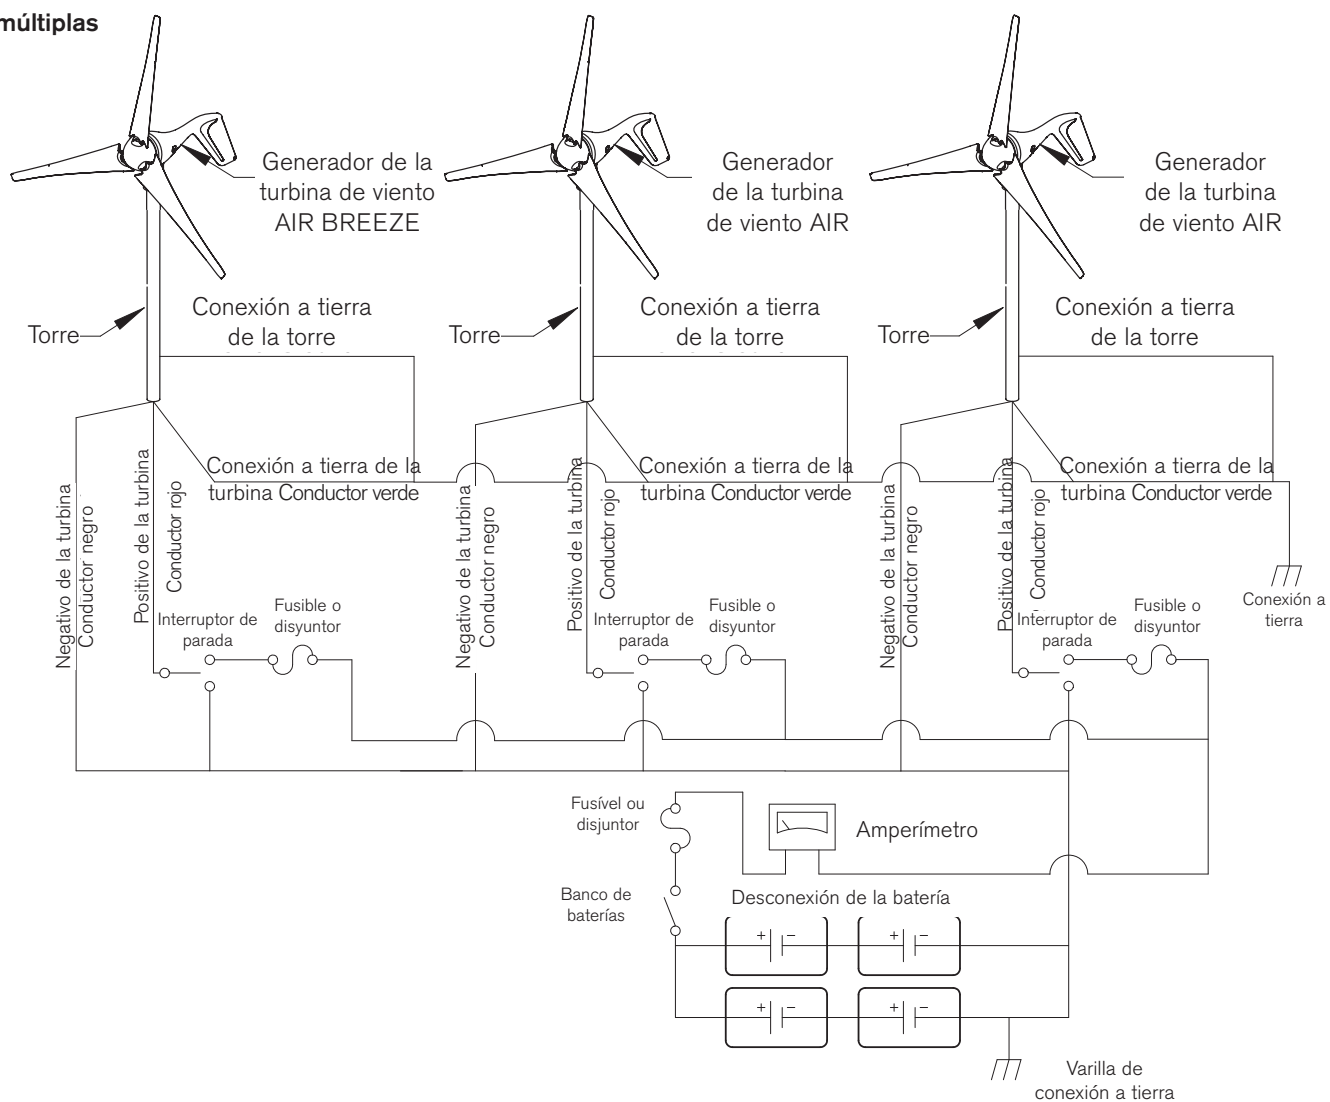 múltiplas
Generador de la
turbina de viento
AIR BREEZE
Generador
de la turbina
de viento AIR
Generador
de la turbina
de viento AIR
Torre
Conexión a tierra
de la torre
Torre
Conexión a tierra
de la torre
Torre
Conexión a tierra
de la torre
Negativo de la turbina
Conductor negro
Positivo de la turbina
Conductor rojo
Conexión a tierra de la
turbina Conductor verde
Negativo de la turbina
Conductor negro
Positivo de la turbina
Conductor rojo
Conexión a tierra de la
turbina Conductor verde
Negativo de la turbina
Conductor negro
Positivo de la turbina
Conductor rojo
Conexión a tierra de la
turbina Conductor verde
Interruptor de
parada
Fusible o
disyuntor
Interruptor de
parada
Fusible o
disyuntor
Interruptor de
parada
Fusible o
disyuntor
Conexión a
tierra
Fusível ou
disjuntor
Amperímetro
Banco de
baterías
Desconexión de la batería
+ − + −
+ − + −
Varilla de
conexión a tierra